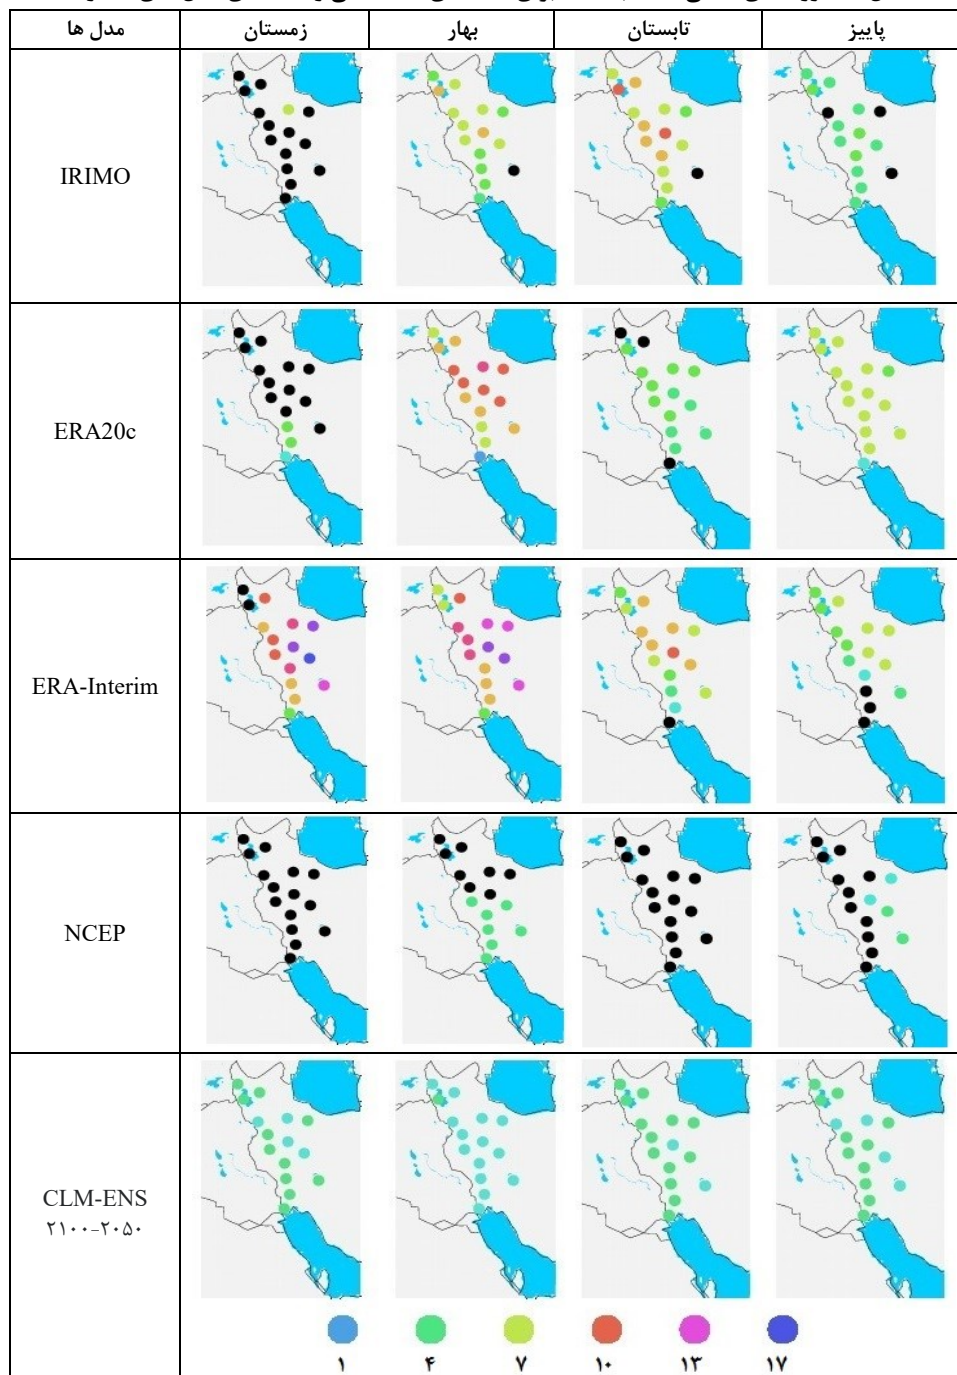 مدل ها زمستان بهار تابستان پاییز
IRIMO
ERA20c
ERA-Interim
NCEP
CLM-ENS
۲۱۰۰-۲۰۵۰
۱ ۴ ۷ ۱۰ ۱۳ ۱۷